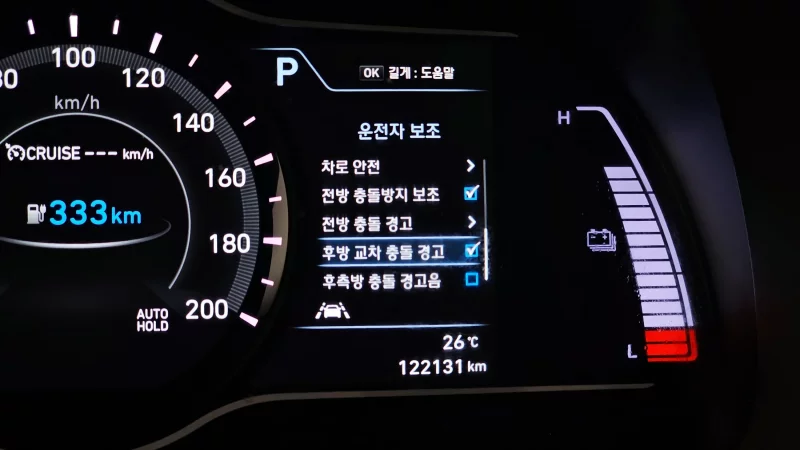 80
100
120
140
160
180
200
km/h
CRUISE --- km/h
333km
AUTO
HOLD
P
OK 길게 : 도움말
운전자 보조
차로 안전
전방 충돌방지 보조
전방 충돌 경고
후방 교차 충돌 경고
후측방 충돌 경고음
26℃
122131 km
H
L